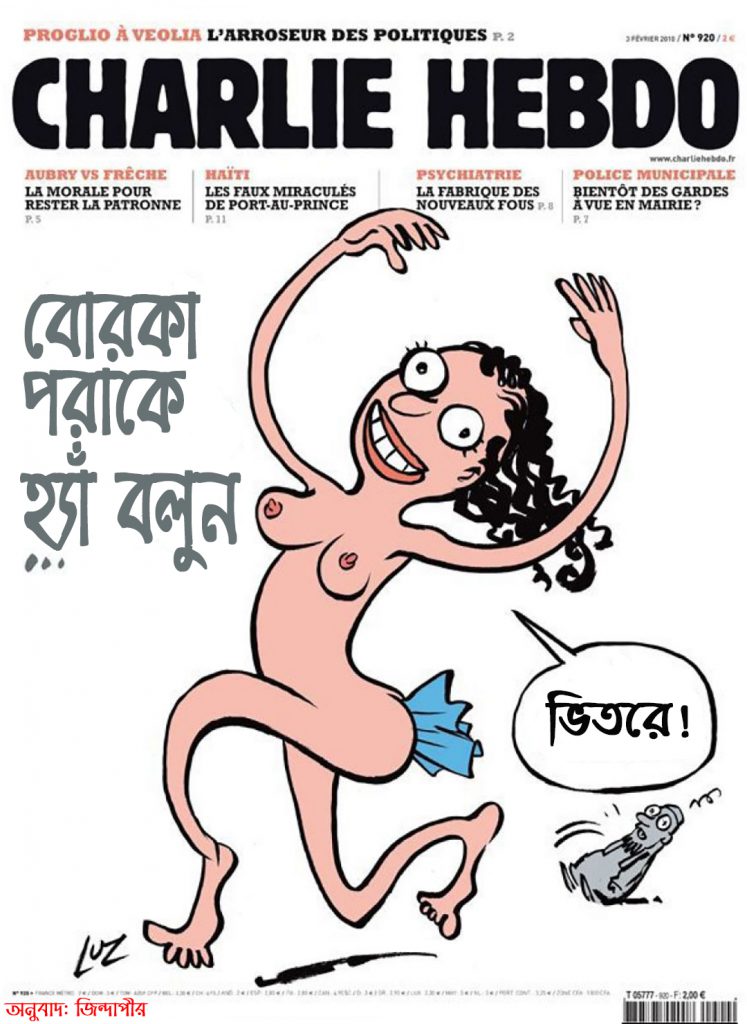 PROGLIO À VEOLIA L'ARROSEUR DES POLITIQUES P. 2
3 FÉVRIER 2010 / N° 920 / 2 €
CHARLIE HEBDO
www.charliehebdo.fr
AUBRY VS FRÊCHE
LA MORALE POUR
RESTER LA PATRONNE
P. 5
HAÏTI
LES FAUX MIRACULÉS
DE PORT-AU-PRINCE
P. 11
PSYCHIATRIE
LA FABRIQUE DES
NOUVEAUX FOUS P. 8
POLICE MUNICIPALE
BIENTÔT DES GARDES
À VUE EN MAIRIE ?
P. 7
বোরকা
পরাকে
হ্যাঁ বলুন
...
ভিতরে!
LUZ
N° 920
T 05777 - 920 - F: 2,00 €
অনুবাদ: জিন্দাপীর